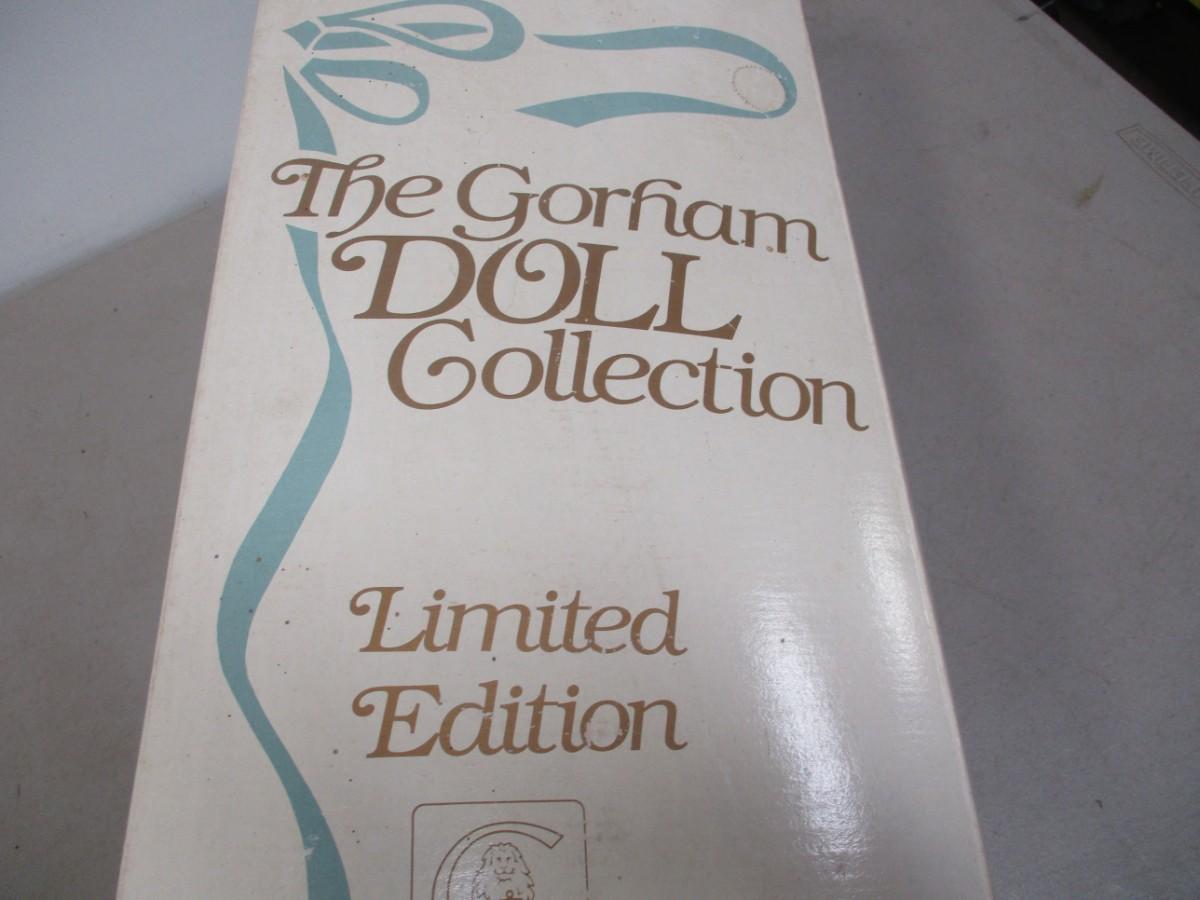 The Gorham
DOLL
Collection
Limited
Edition